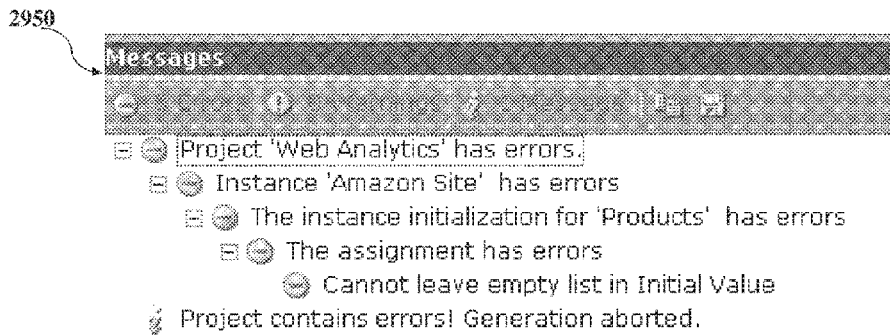 2950
Messages
Project 'Web Analytics' has errors.
Instance 'Amazon Site' has errors
The instance initialization for 'Products' has errors
The assignment has errors
Cannot leave empty list in Initial Value
Project contains errors! Generation aborted.